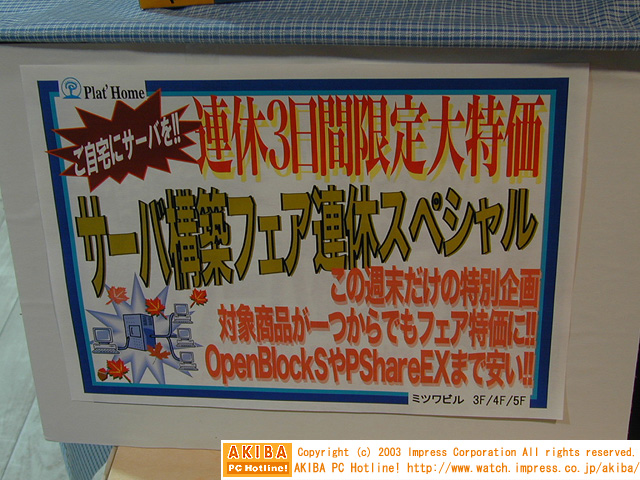 Plat'Home
ご自宅にサーバを!!
連休3日間限定大特価
サーバ構築フェア連休スペシャル
この週末だけの特別企画
対象商品が一つからでもフェア特価に!!
OpenBlockSやPShareEXまで安い!!
ミツワビル 3F/4F/5F
AKIBA
PC Hotline!
Copyright (c) 2003 Impress Corporation All rights reserved.
AKIBA PC Hotline! http://www.watch.impress.co.jp/akiba/